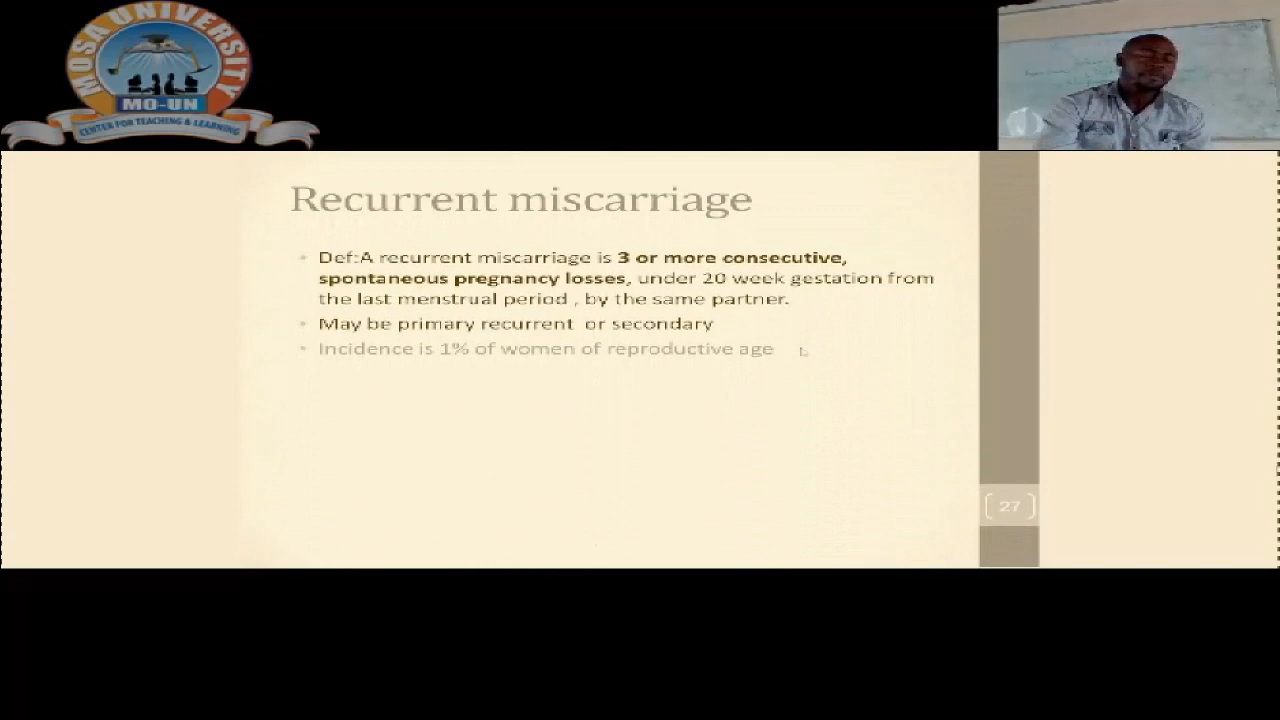 MOSA UNIVERSITY
MO-UN
CENTER FOR TEACHING & LEARNING
Recurrent miscarriage
• Def:A recurrent miscarriage is 3 or more consecutive,
spontaneous pregnancy losses, under 20 week gestation from
the last menstrual period , by the same partner.
• May be primary recurrent or secondary
• Incidence is 1% of women of reproductive age
27